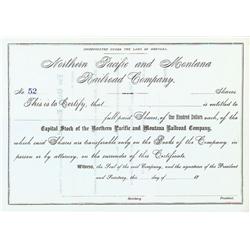 INCORPORATED UNDER THE LAWS OF MONTANA.
Northern Pacific and Montana
Railroad Company.
No 52 Shares
This is to Certify, that is entitled to
full paid Shares, of One Hundred Dollars each, of the
Capital Stock of the Northern Pacific and Montana Railroad Company,
which said Shares are transferable only on the Books of the Company in
person or by attorney, on the surrender of this Certificate.
Witness, the Seal of the said Company, and the signatures of the President
and Secretary, this day of 18
Secretary. President.